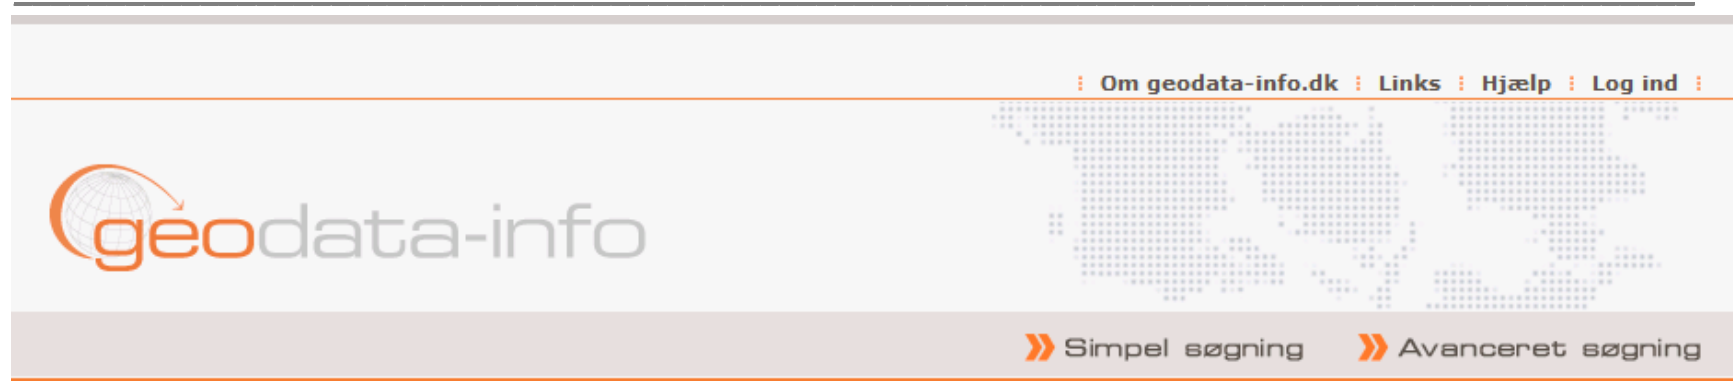 Om geodata-info.dk Links Hjælp Log ind
geodata-info
Simpel søgning Avanceret søgning